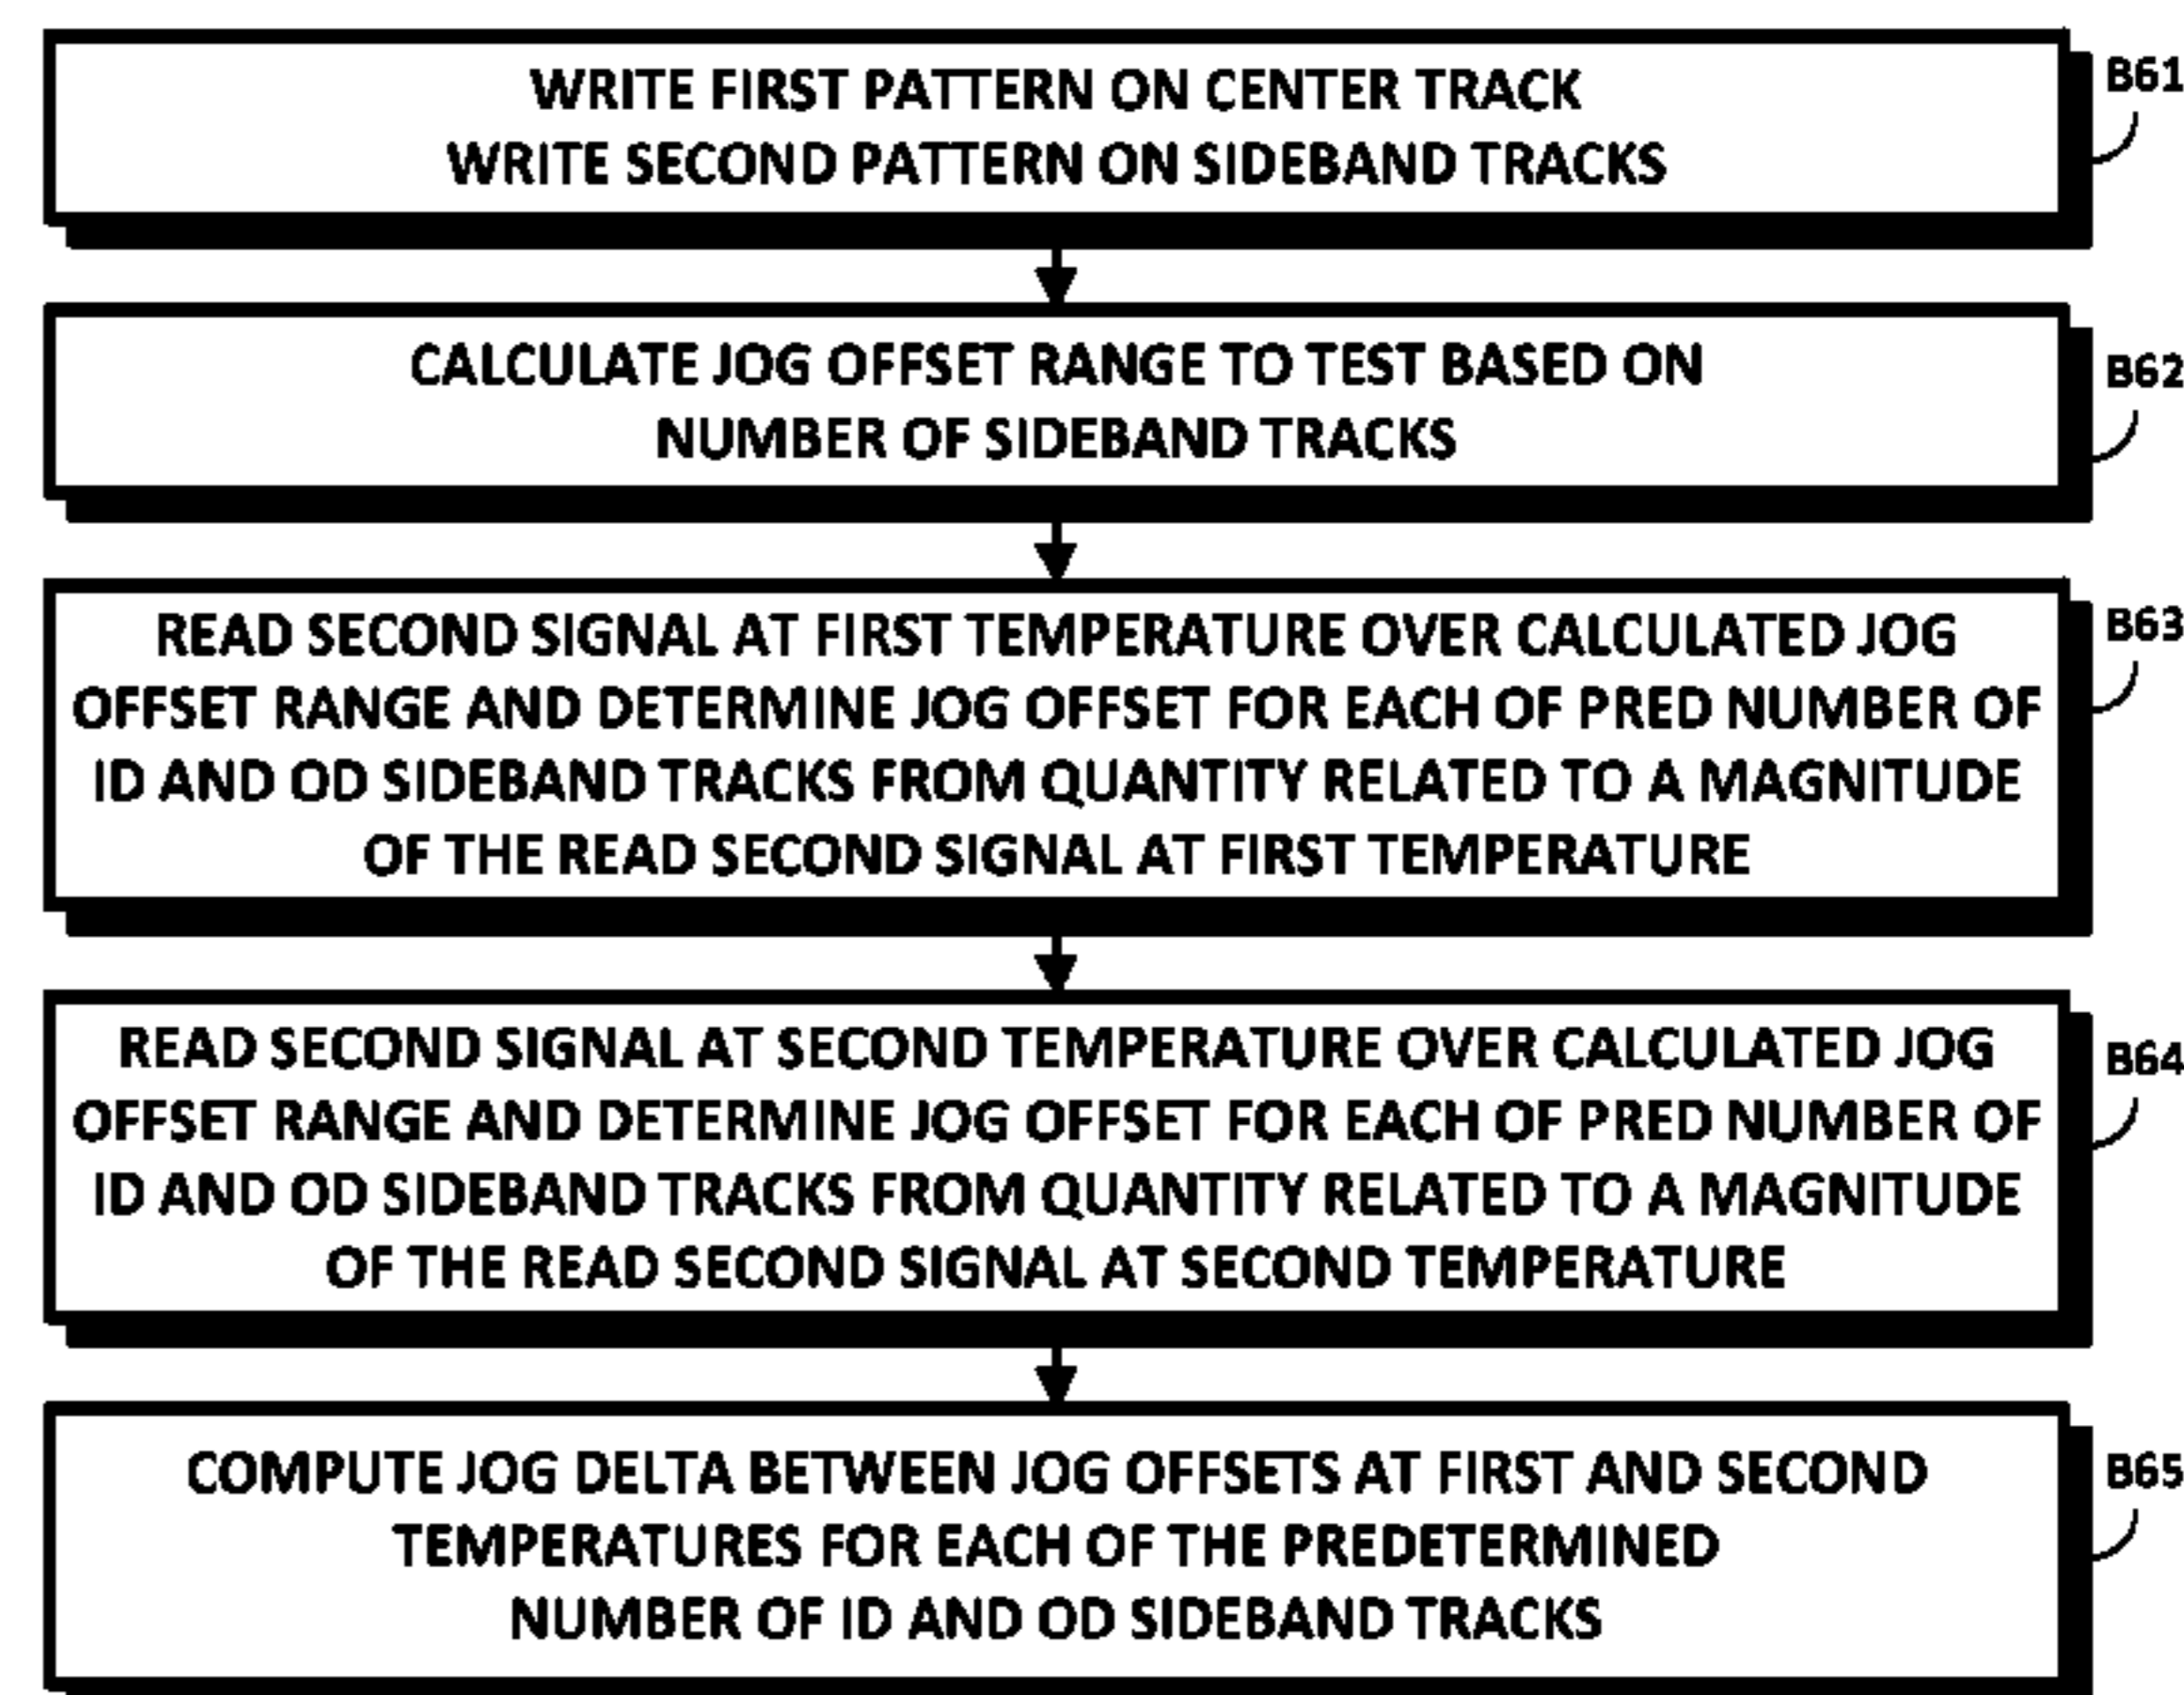 WRITE FIRST PATTERN ON CENTER TRACK
WRITE SECOND PATTERN ON SIDEBAND TRACKS
B61
CALCULATE JOG OFFSET RANGE TO TEST BASED ON
NUMBER OF SIDEBAND TRACKS
B62
READ SECOND SIGNAL AT FIRST TEMPERATURE OVER CALCULATED JOG
OFFSET RANGE AND DETERMINE JOG OFFSET FOR EACH OF PRED NUMBER OF
ID AND OD SIDEBAND TRACKS FROM QUANTITY RELATED TO A MAGNITUDE
OF THE READ SECOND SIGNAL AT FIRST TEMPERATURE
B63
READ SECOND SIGNAL AT SECOND TEMPERATURE OVER CALCULATED JOG
OFFSET RANGE AND DETERMINE JOG OFFSET FOR EACH OF PRED NUMBER OF
ID AND OD SIDEBAND TRACKS FROM QUANTITY RELATED TO A MAGNITUDE
OF THE READ SECOND SIGNAL AT SECOND TEMPERATURE
B64
COMPUTE JOG DELTA BETWEEN JOG OFFSETS AT FIRST AND SECOND
TEMPERATURES FOR EACH OF THE PREDETERMINED
NUMBER OF ID AND OD SIDEBAND TRACKS
B65